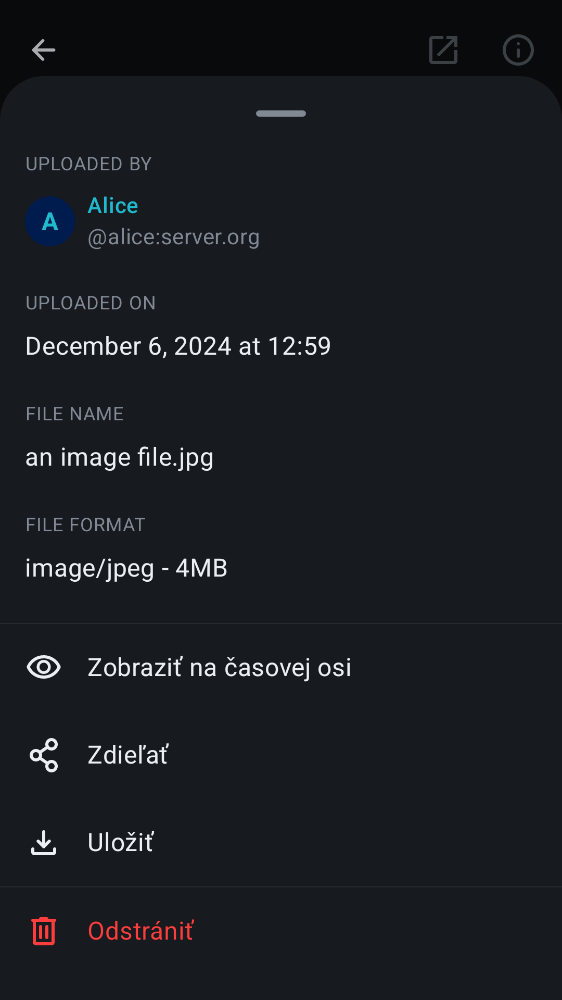 UPLOADED BY
A
Alice
@alice:server.org
UPLOADED ON
December 6, 2024 at 12:59
FILE NAME
an image file.jpg
FILE FORMAT
image/jpeg - 4MB
Zobraziť na časovej osi
Zdieľať
Uložiť
Odstrániť